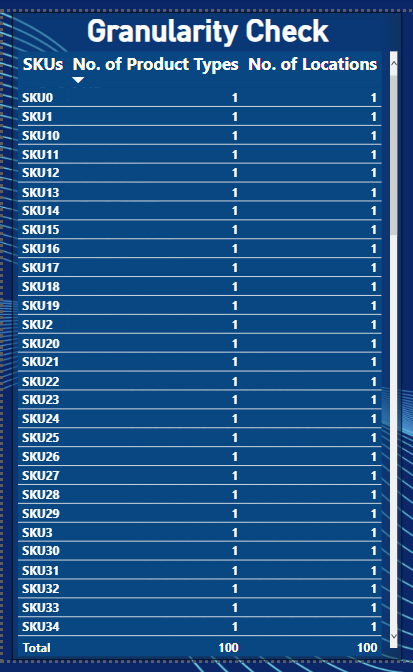 Granularity Check
SKUs No. of Product Types No. of Locations
SKU0 1 1
SKU1 1 1
SKU10 1 1
SKU11 1 1
SKU12 1 1
SKU13 1 1
SKU14 1 1
SKU15 1 1
SKU16 1 1
SKU17 1 1
SKU18 1 1
SKU19 1 1
SKU2 1 1
SKU20 1 1
SKU21 1 1
SKU22 1 1
SKU23 1 1
SKU24 1 1
SKU25 1 1
SKU26 1 1
SKU27 1 1
SKU28 1 1
SKU29 1 1
SKU3 1 1
SKU30 1 1
SKU31 1 1
SKU32 1 1
SKU33 1 1
SKU34 1 1
Total 100 100